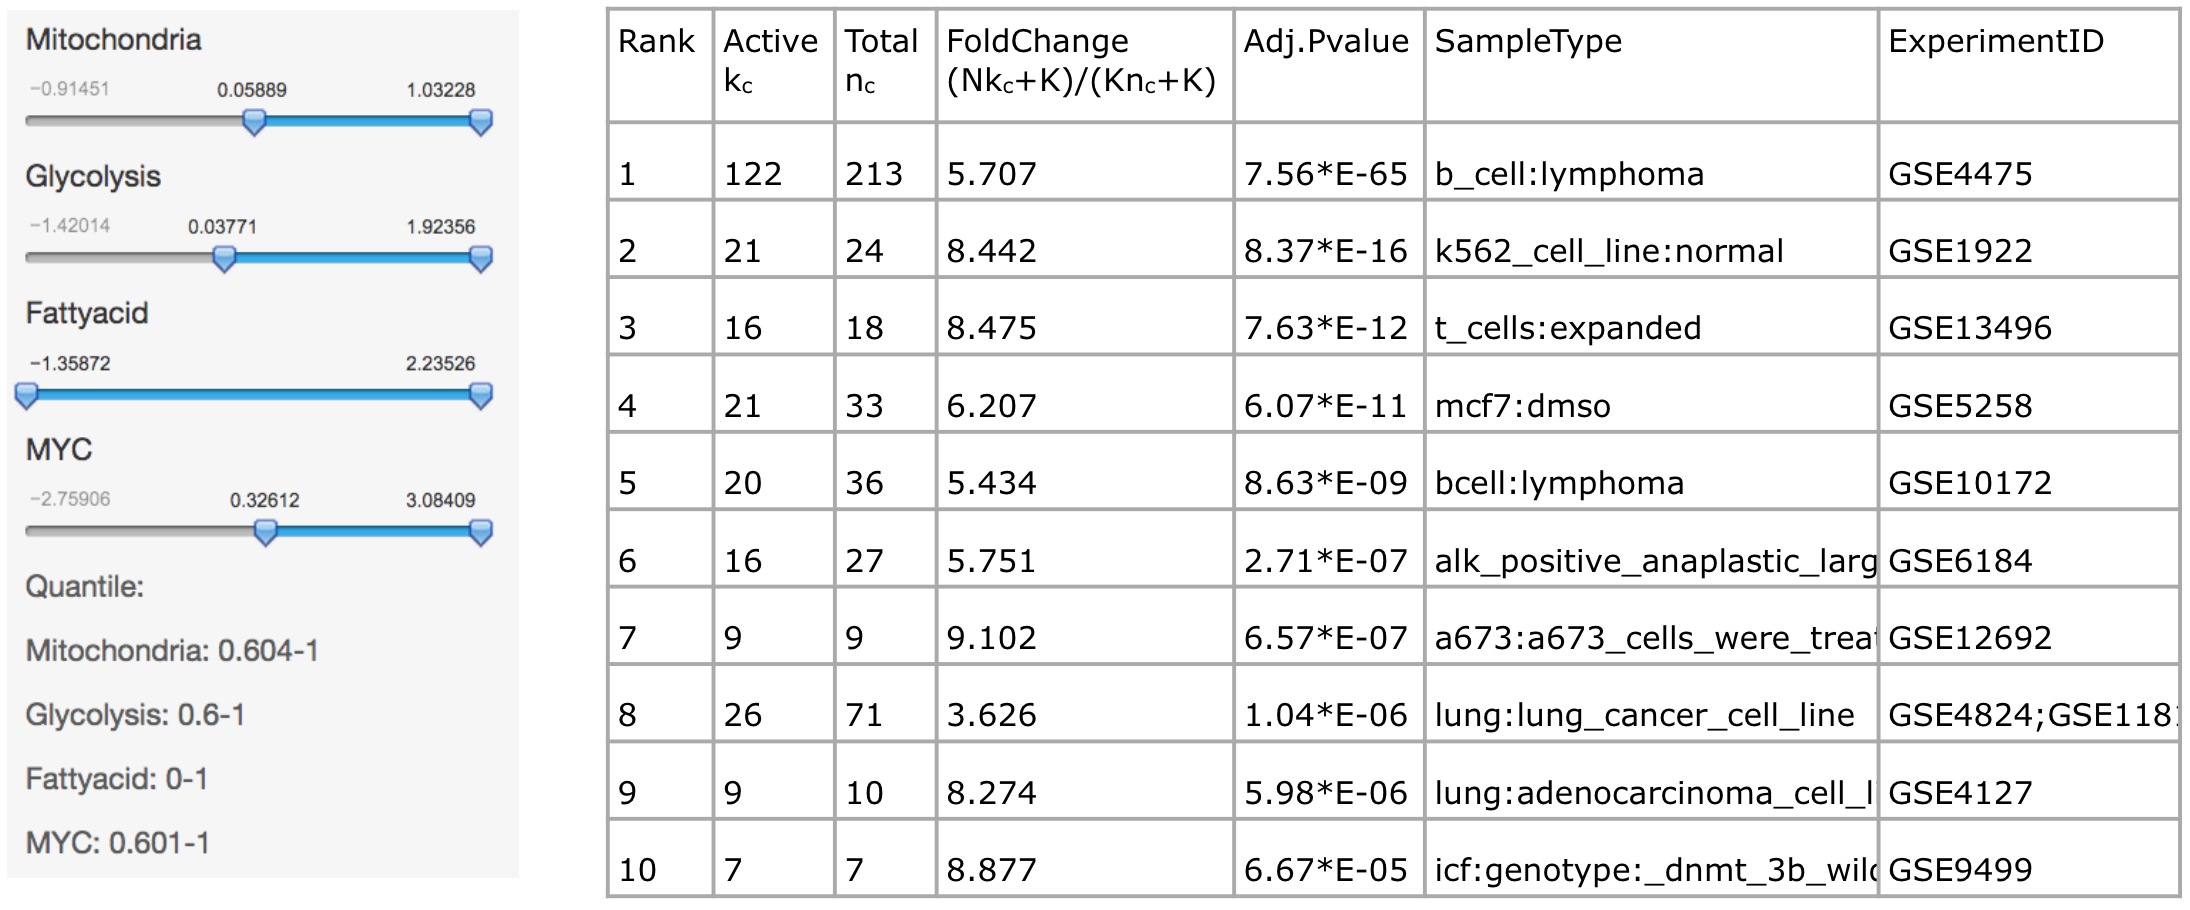 Mitochondria
−0.91451 0.05889 1.03228
Glycolysis
−1.42014 0.03771 1.92356
Fattyacid
−1.35872 2.23526
MYC
−2.75906 0.32612 3.08409
Quantile:
Mitochondria: 0.604-1
Glycolysis: 0.6-1
Fattyacid: 0-1
MYC: 0.601-1
Rank Active Total FoldChange Adj.Pvalue SampleType ExperimentID
kc nc (Nkc+K)/(Knc+K)
1 122 213 5.707 7.56*E-65 b_cell:lymphoma GSE4475
2 21 24 8.442 8.37*E-16 k562_cell_line:normal GSE1922
3 16 18 8.475 7.63*E-12 t_cells:expanded GSE13496
4 21 33 6.207 6.07*E-11 mcf7:dmso GSE5258
5 20 36 5.434 8.63*E-09 bcell:lymphoma GSE10172
6 16 27 5.751 2.71*E-07 alk_positive_anaplastic_larg GSE6184
7 9 9 9.102 6.57*E-07 a673:a673_cells_were_treat GSE12692
8 26 71 3.626 1.04*E-06 lung:lung_cancer_cell_line GSE4824;GSE118
9 9 10 8.274 5.98*E-06 lung:adenocarcinoma_cell_l GSE4127
10 7 7 8.877 6.67*E-05 icf:genotype:_dnmt_3b_wil GSE9499